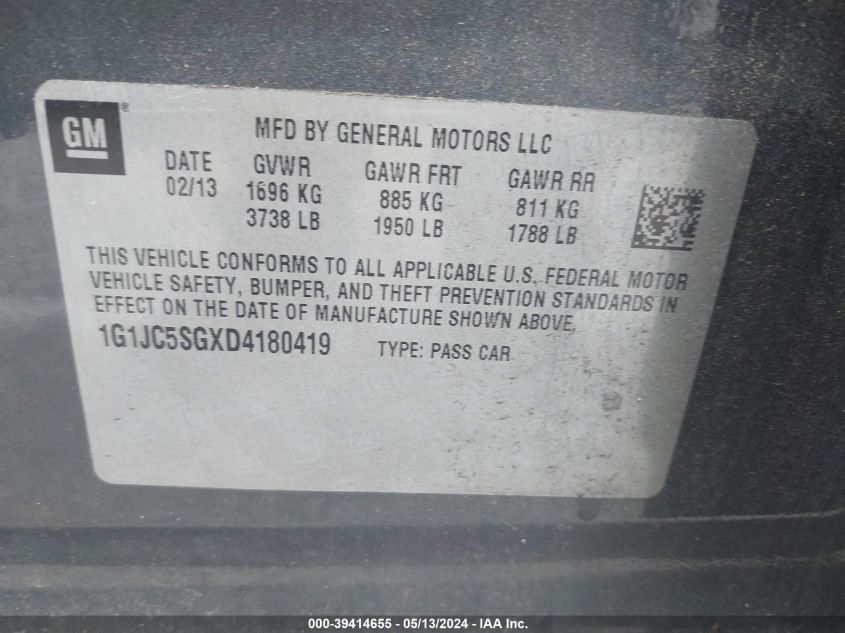 GM®
MFD BY GENERAL MOTORS LLC
DATE GVWR GAWR FRT GAWR RR
02/13 1696 KG 885 KG 811 KG
3738 LB 1950 LB 1788 LB
THIS VEHICLE CONFORMS TO ALL APPLICABLE U.S. FEDERAL MOTOR
VEHICLE SAFETY, BUMPER, AND THEFT PREVENTION STANDARDS IN
EFFECT ON THE DATE OF MANUFACTURE SHOWN ABOVE.
1G1JC5SGXD4180419 TYPE: PASS CAR
000-39414655 - 05/13/2024 - IAA Inc.